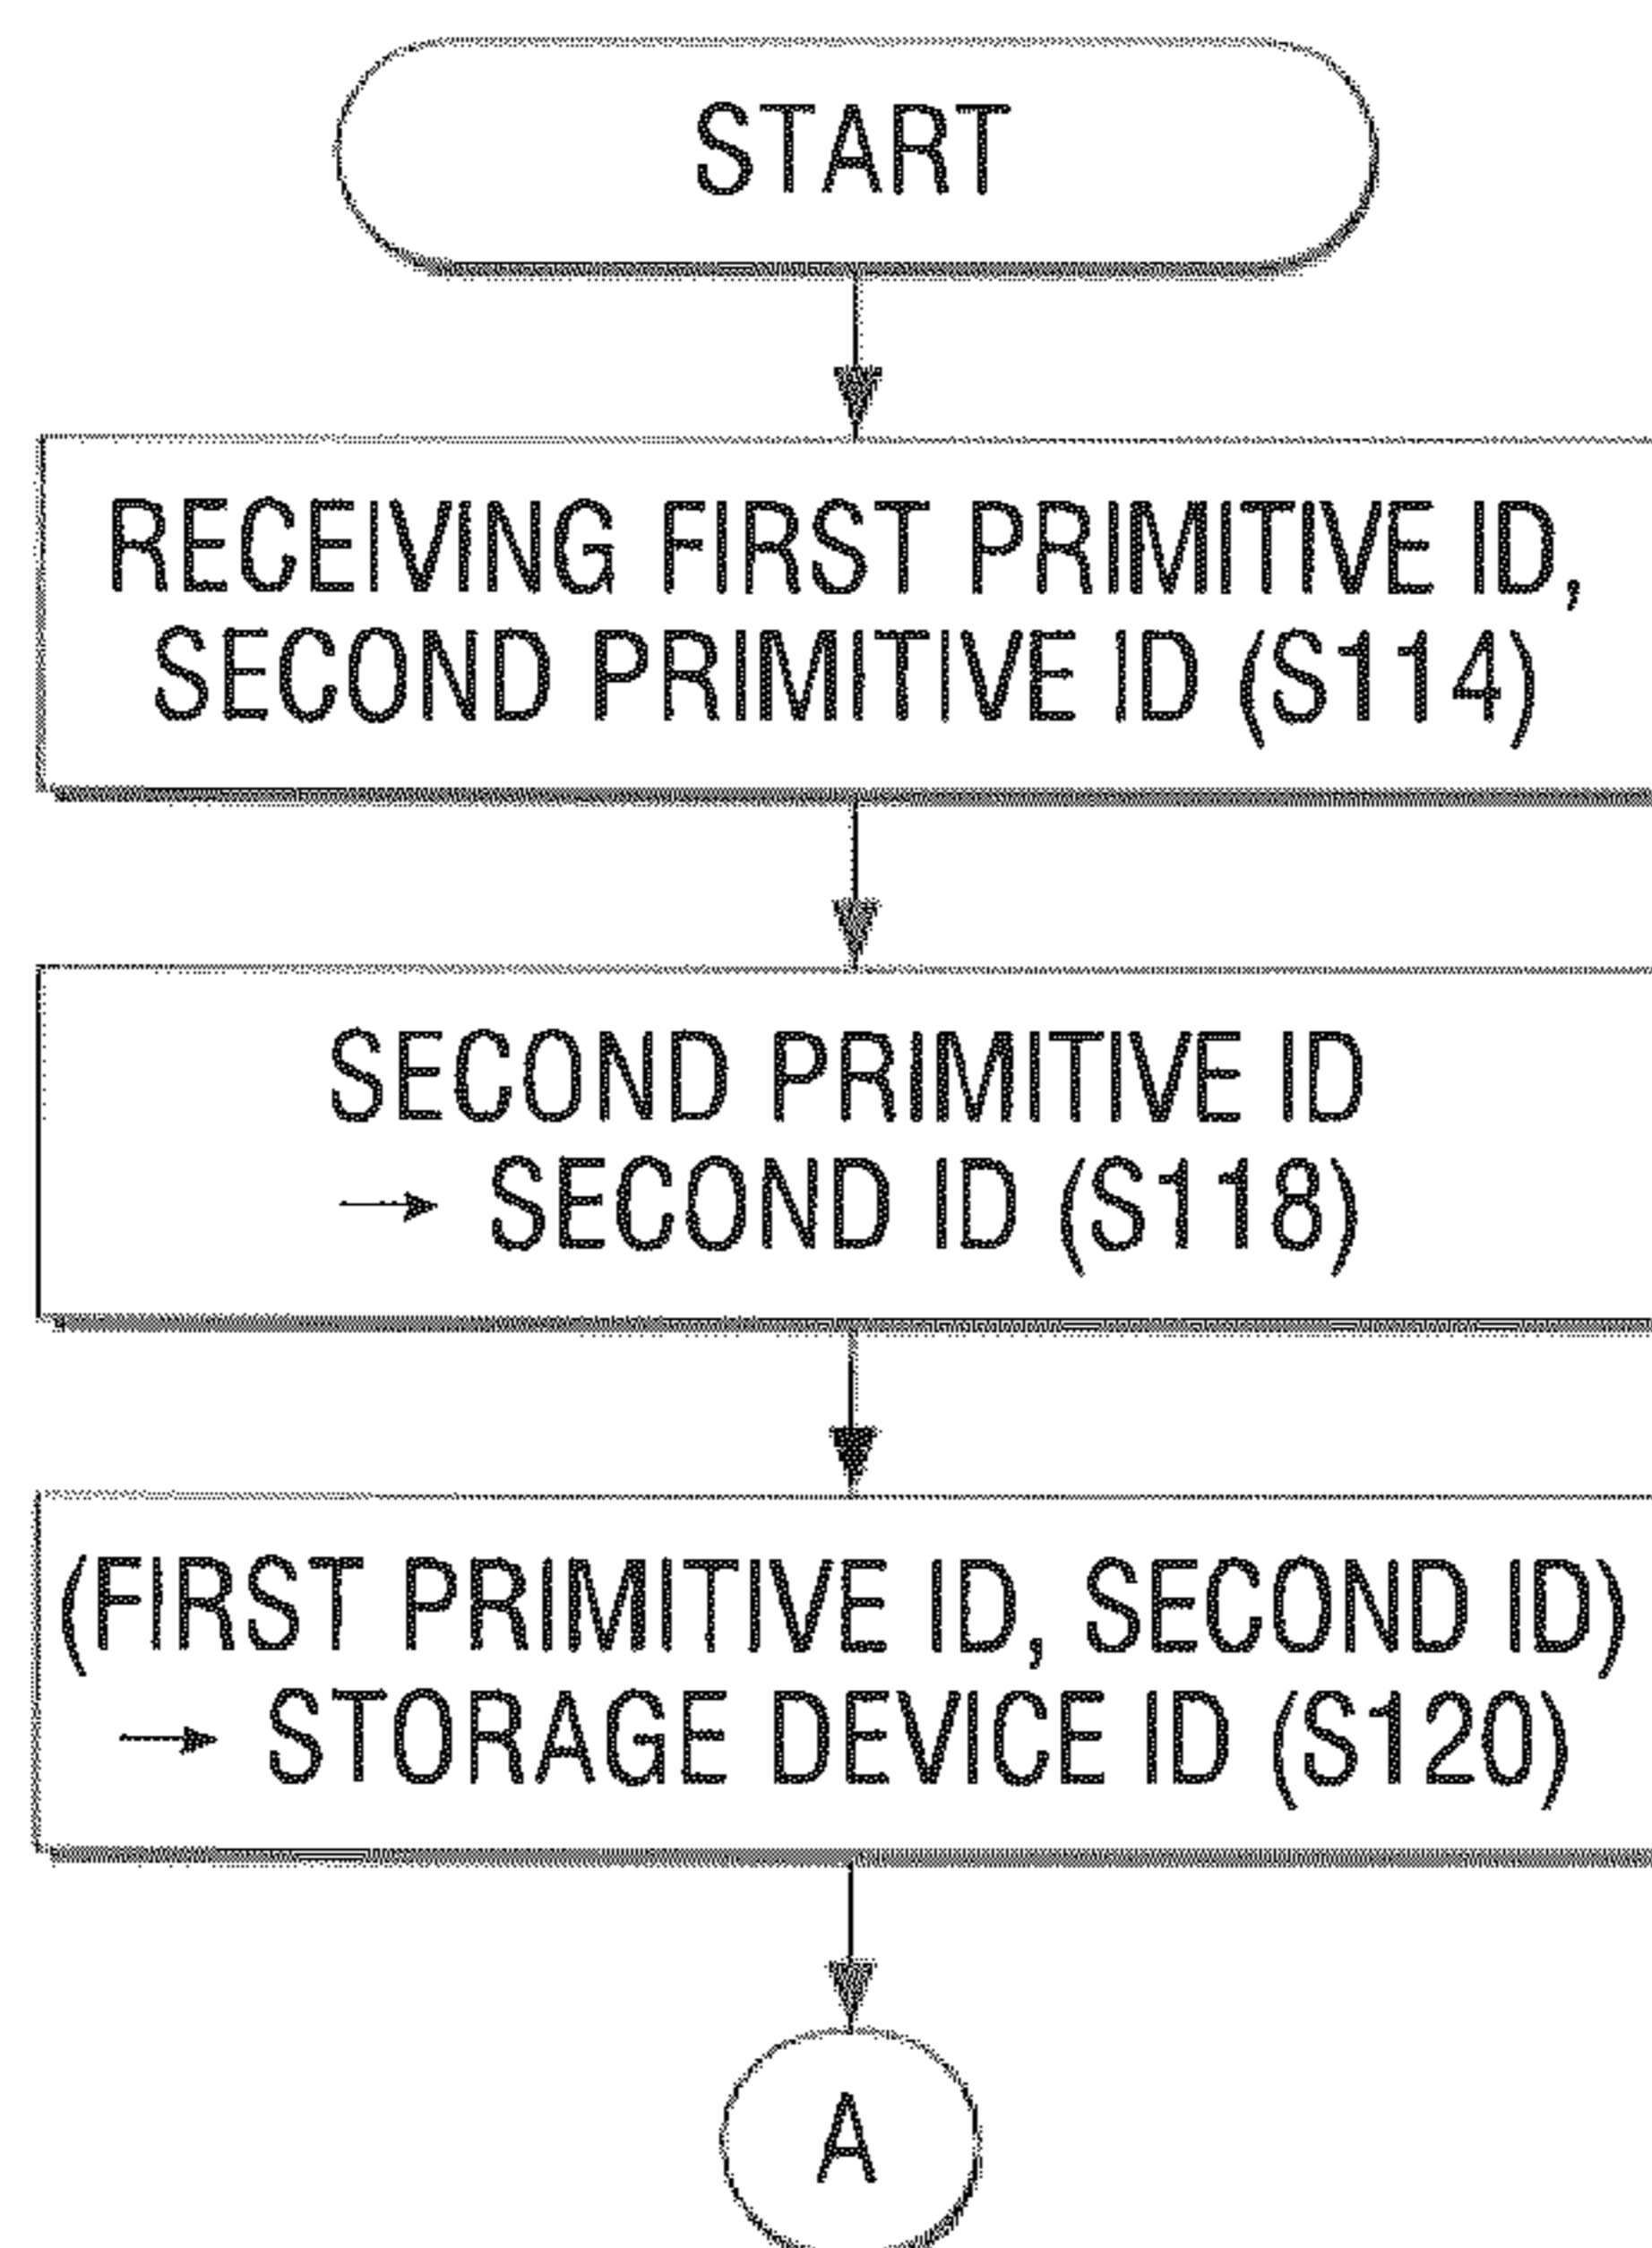 START
RECEIVING FIRST PRIMITIVE ID,
SECOND PRIMITIVE ID (S114)
SECOND PRIMITIVE ID
→ SECOND ID (S118)
(FIRST PRIMITIVE ID, SECOND ID)
→ STORAGE DEVICE ID (S120)
A